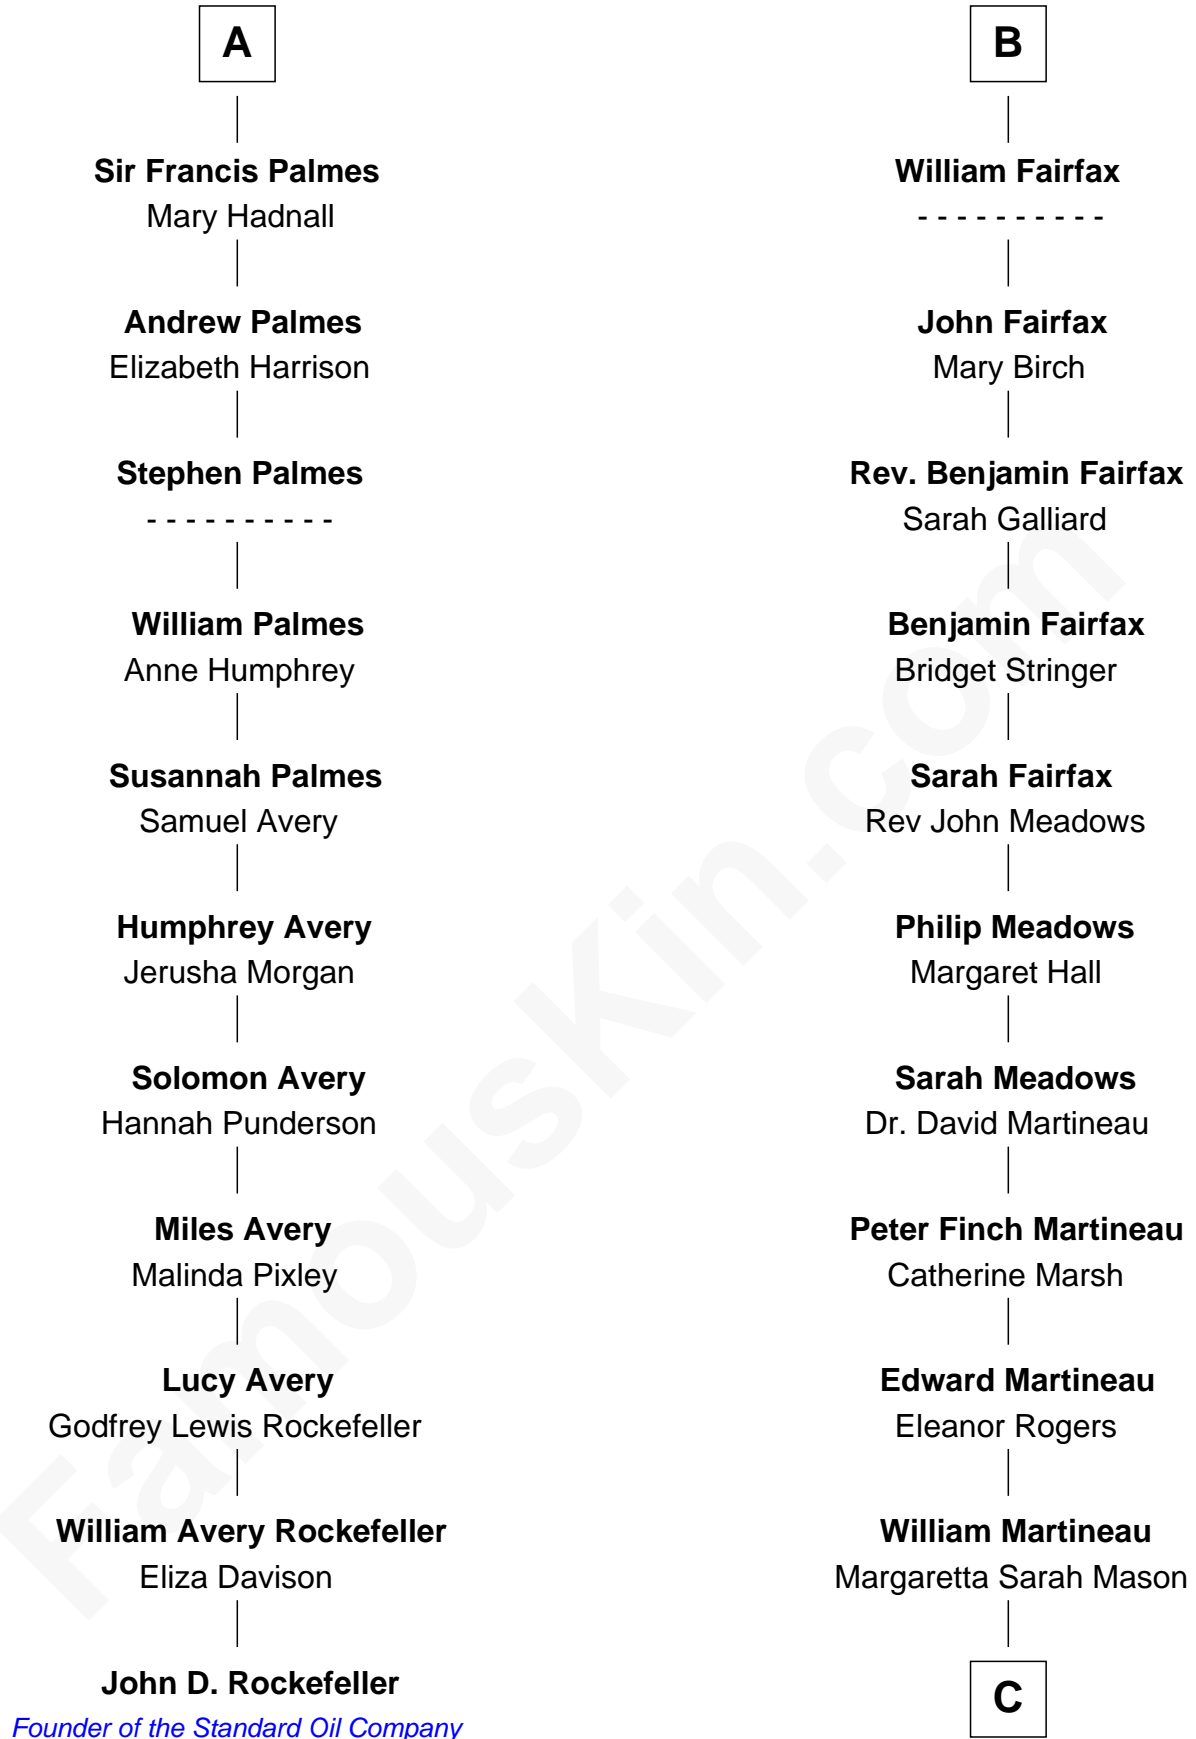 A
Sir Francis Palmes
Mary Hadnall
Andrew Palmes
Elizabeth Harrison
Stephen Palmes
- - - - - - - - - -
William Palmes
Anne Humphrey
Susannah Palmes
Samuel Avery
Humphrey Avery
Jerusha Morgan
Solomon Avery
Hannah Punderson
Miles Avery
Malinda Pixley
Lucy Avery
Godfrey Lewis Rockefeller
William Avery Rockefeller
Eliza Davison
John D. Rockefeller
Founder of the Standard Oil Company
B
William Fairfax
- - - - - - - - - -
John Fairfax
Mary Birch
Rev. Benjamin Fairfax
Sarah Galliard
Benjamin Fairfax
Bridget Stringer
Sarah Fairfax
Rev John Meadows
Philip Meadows
Margaret Hall
Sarah Meadows
Dr. David Martineau
Peter Finch Martineau
Catherine Marsh
Edward Martineau
Eleanor Rogers
William Martineau
Margaretta Sarah Mason
C
FamousKin.com